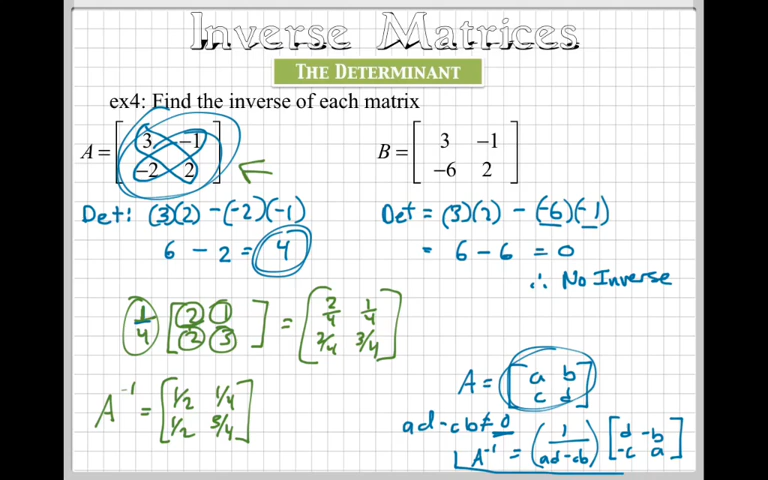 Inverse Matrices
THE DETERMINANT
ex4: Find the inverse of each matrix
A = [ 3 −1
−2 2 ]
B = [ 3 −1
−6 2 ]
Det: (3)(2) − (−2)(−1)
6 − 2 = 4
Det = (3)(2) − (−6)(−1)
= 6 − 6 = 0
∴ No Inverse
1/4 [ 2 1
2 3 ] = [ 2/4 1/4
2/4 3/4 ]
A⁻¹ = [ 1/2 1/4
1/2 3/4 ]
A = [ a b
c d ]
ad − cb ≠ 0
A⁻¹ = ( 1/(ad − cb) ) [ d −b
−c a ]